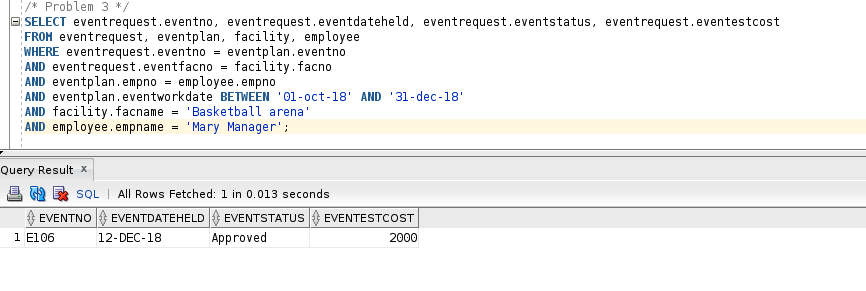 /* Problem 3 */
SELECT eventrequest.eventno, eventrequest.eventdateheld, eventrequest.eventstatus, eventrequest.eventestcost
FROM eventrequest, eventplan, facility, employee
WHERE eventrequest.eventno = eventplan.eventno
AND eventrequest.eventfacno = facility.facno
AND eventplan.empno = employee.empno
AND eventplan.eventworkdate BETWEEN '01-oct-18' AND '31-dec-18'
AND facility.facname = 'Basketball arena'
AND employee.empname = 'Mary Manager';
Query Result x
SQL | All Rows Fetched: 1 in 0.013 seconds
EVENTNO EVENTDATEHELD EVENTSTATUS EVENTESTCOST
1 E106 12-DEC-18 Approved 2000